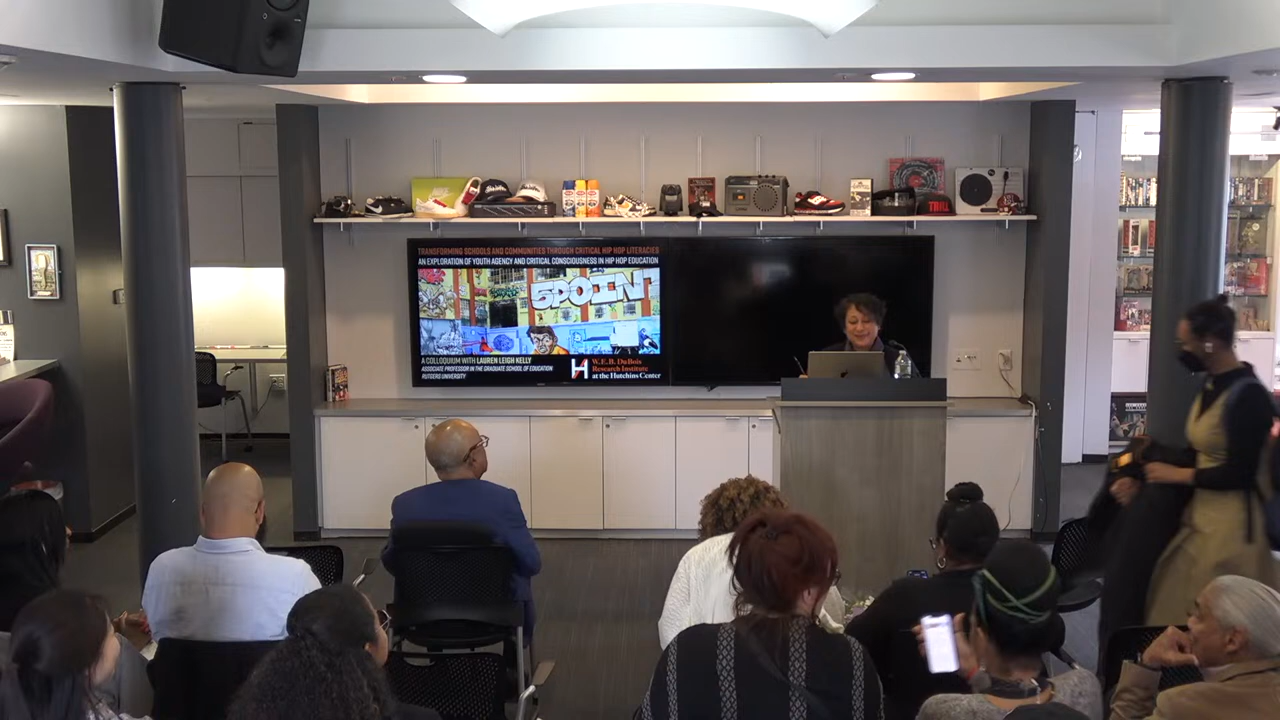 TRANSFORMING SCHOOLS AND COMMUNITIES THROUGH CRITICAL HIP HOP LITERACIES
AN EXPLORATION OF YOUTH AGENCY AND CRITICAL CONSCIOUSNESS IN HIP HOP EDUCATION
5POINT
A COLLOQUIUM WITH LAUREN LEIGH KELLY
ASSOCIATE PROFESSOR IN THE GRADUATE SCHOOL OF EDUCATION
RUTGERS UNIVERSITY
H
W.E.B. DuBois
Research Institute
at the Hutchins Center
TRILL